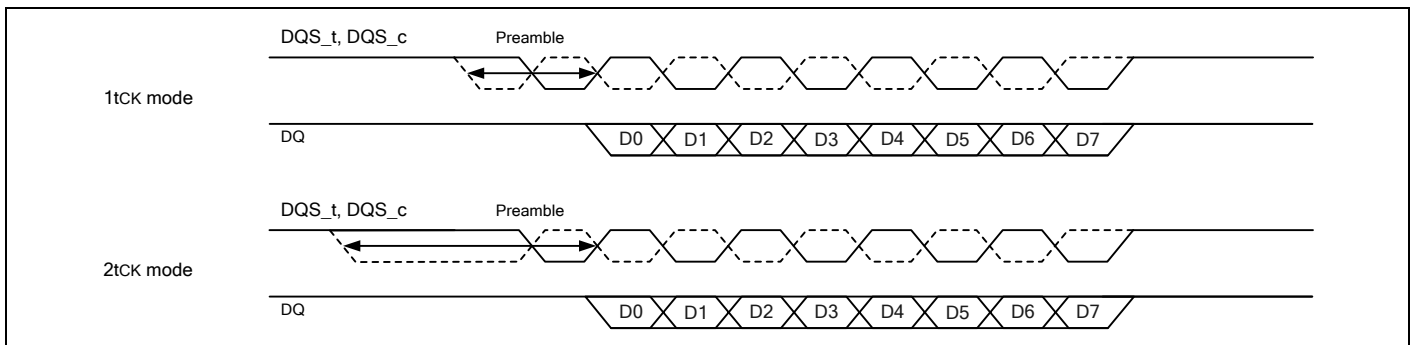 DQS_t, DQS_c Preamble
1tCK mode
DQ D0 D1 D2 D3 D4 D5 D6 D7
DQS_t, DQS_c Preamble
2tCK mode
DQ D0 D1 D2 D3 D4 D5 D6 D7